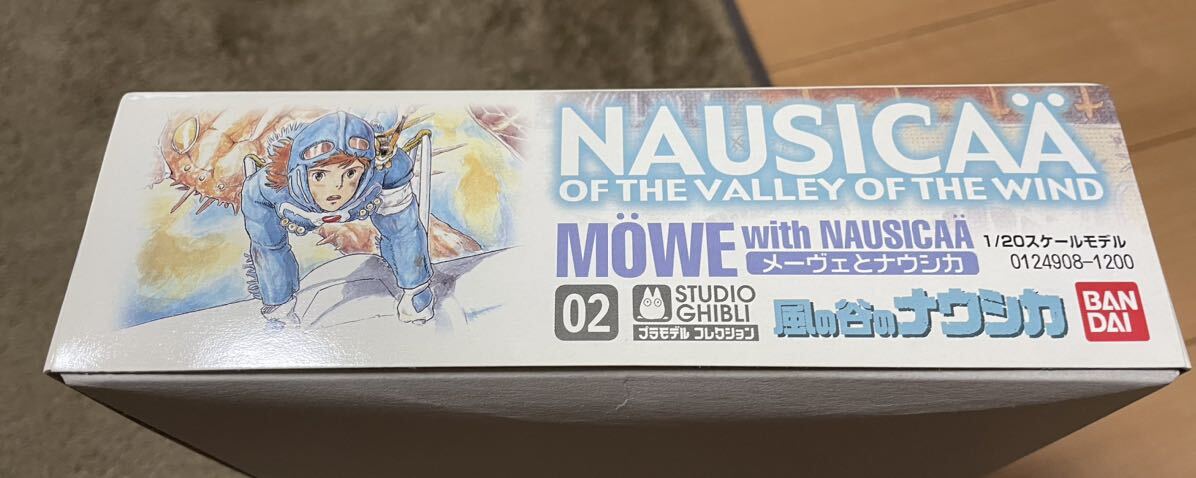 NAUSICAÄ
OF THE VALLEY OF THE WIND
MÖWE with NAUSICAÄ
メーヴェとナウシカ
1/20スケールモデル
0124908-1200
02
STUDIO
GHIBLI
プラモデル コレクション
風の谷のナウシカ
BAN
DAI